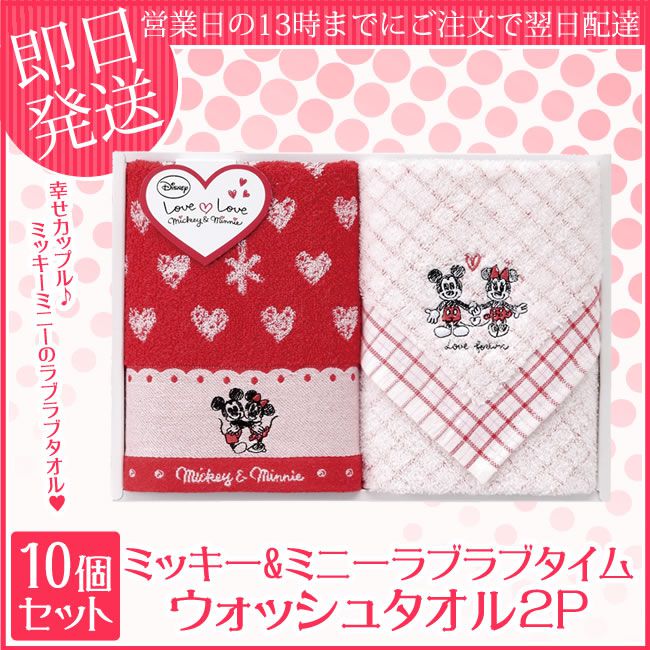 営業日の13時までにご注文で翌日配達
即日
発送
幸せカップル♪
ミッキーミニーのラブラブタオル♥
Disney
Love ♡ Love
Mickey & Minnie
Love forever
Mickey & Minnie
10個
セット
ミッキー&ミニーラブラブタイム
ウォッシュタオル2P